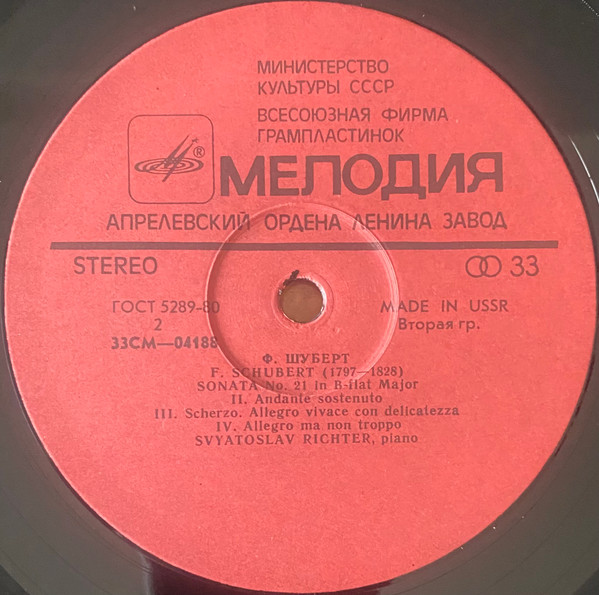 МИНИСТЕРСТВО
КУЛЬТУРЫ СССР
ВСЕСОЮЗНАЯ ФИРМА
ГРАМПЛАСТИНОК
®
МЕЛОДИЯ
АПРЕЛЕВСКИЙ ОРДЕНА ЛЕНИНА ЗАВОД
STEREO
33
ГОСТ 5289-80
MADE IN USSR
2
Вторая гр.
33СМ—04188
Ф. ШУБЕРТ
F. SCHUBERT (1797—1828)
SONATA No. 21 in B-flat Major
II. Andante sostenuto
III. Scherzo. Allegro vivace con delicatezza
IV. Allegro ma non troppo
SVYATOSLAV RICHTER, piano